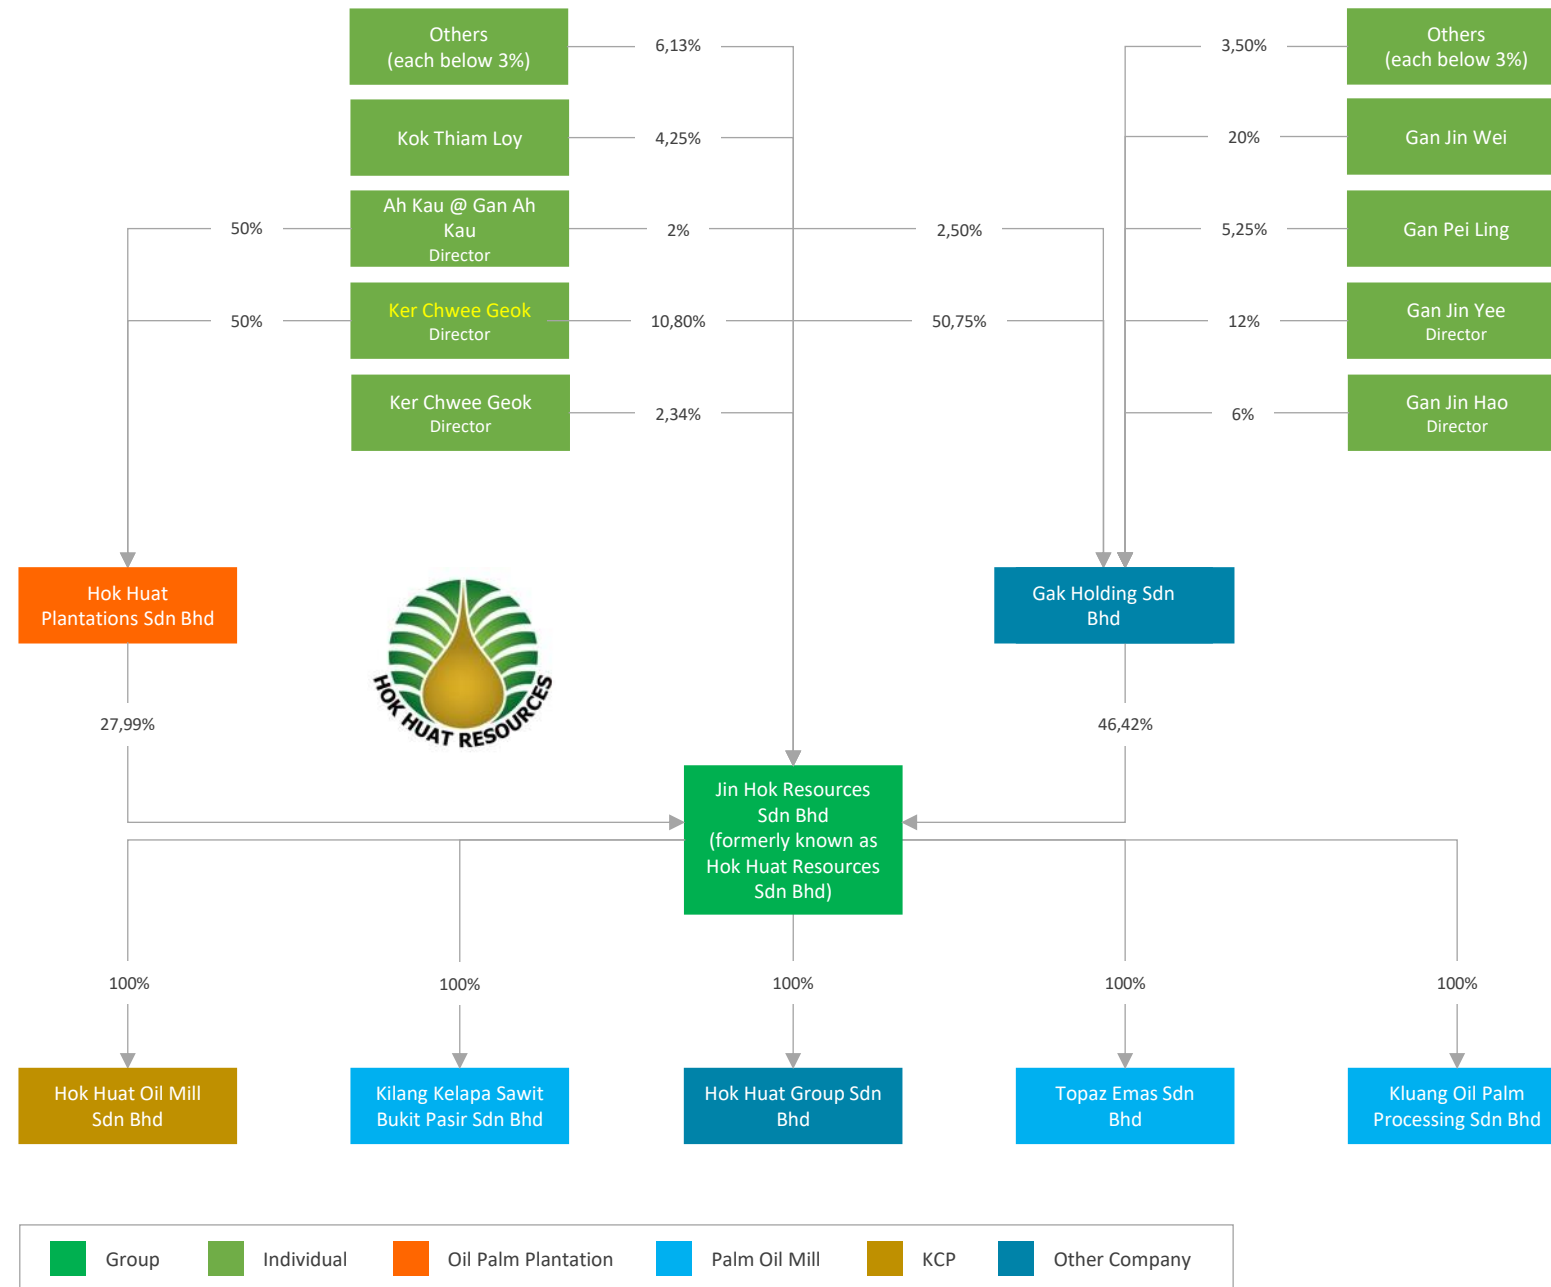 Others
(each below 3%)
6,13%
3,50%
Others
(each below 3%)
Kok Thiam Loy
4,25%
20%
Gan Jin Wei
50%
Ah Kau @ Gan Ah
Kau
Director
2%
2,50%
5,25%
Gan Pei Ling
50%
Ker Chwee Geok
Director
10,80%
50,75%
12%
Gan Jin Yee
Director
Ker Chwee Geok
Director
2,34%
6%
Gan Jin Hao
Director
Hok Huat
Plantations Sdn Bhd
HOK HUAT RESOURCES
Gak Holding Sdn
Bhd
27,99%
46,42%
Jin Hok Resources
Sdn Bhd
(formerly known as
Hok Huat Resources
Sdn Bhd)
100%
100%
100%
100%
100%
Hok Huat Oil Mill
Sdn Bhd
Kilang Kelapa Sawit
Bukit Pasir Sdn Bhd
Hok Huat Group Sdn
Bhd
Topaz Emas Sdn
Bhd
Kluang Oil Palm
Processing Sdn Bhd
Group
Individual
Oil Palm Plantation
Palm Oil Mill
KCP
Other Company